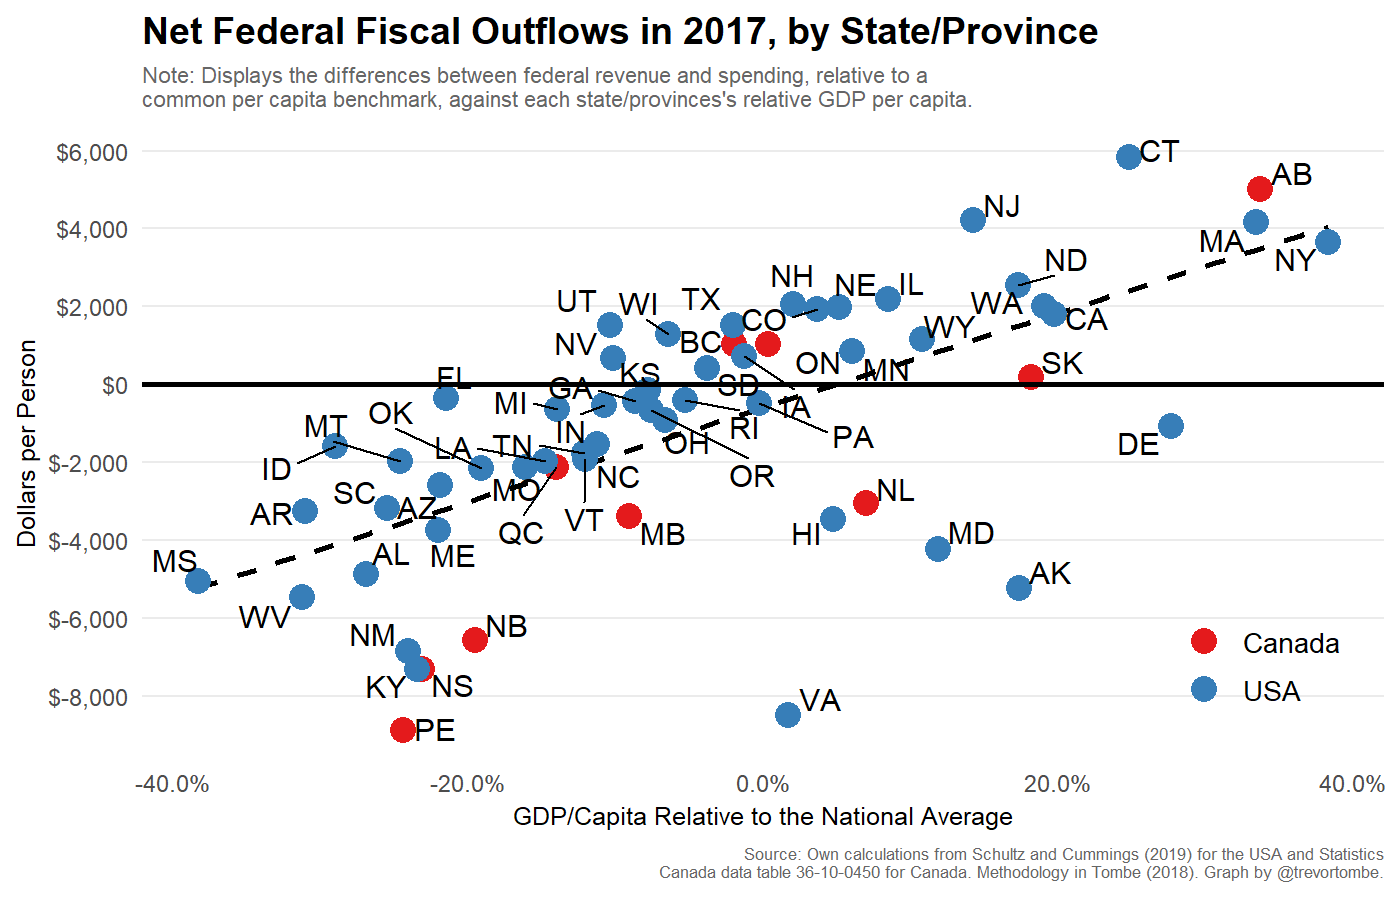 Net Federal Fiscal Outflows in 2017, by State/Province
Note: Displays the differences between federal revenue and spending, relative to a
common per capita benchmark, against each state/provinces's relative GDP per capita.
Dollars per Person
$6,000
$4,000
$2,000
$0
$-2,000
$-4,000
$-6,000
$-8,000
CT
AB
NJ
MA
NY
ND
NH
NE
IL
UT
WI
TX
CO
WA
CA
WY
NV
BC
ON
MN
SK
FL
GA
KS
SD
IA
MI
RI
PA
MT
OK
LA
TN
IN
OH
DE
ID
MO
NC
OR
SC
AZ
AR
QC
VT
NL
MB
HI
MD
MS
AL
ME
AK
WV
NM
NB
KY
NS
PE
VA
Canada
USA
-40.0%
-20.0%
0.0%
20.0%
40.0%
GDP/Capita Relative to the National Average
Source: Own calculations from Schultz and Cummings (2019) for the USA and Statistics
Canada data table 36-10-0450 for Canada. Methodology in Tombe (2018). Graph by @trevortombe.